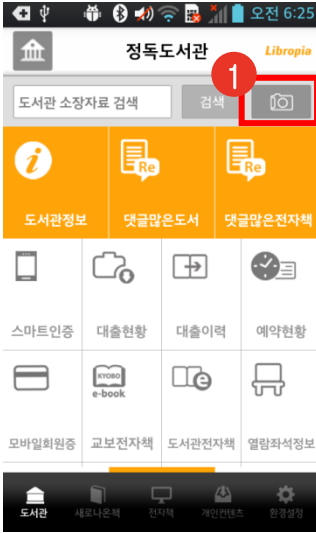 오전 6:25
정독도서관
Libropia
1
도서관 소장자료 검색
검색
i
Re
Re
도서관정보
댓글많은도서
댓글많은전자책
스마트인증
대출현황
대출이력
예약현황
KYOBO
e-book
e
모바일회원증
교보전자책
도서관전자책
열람좌석정보
도서관
새로나온책
전자책
개인컨텐츠
환경설정